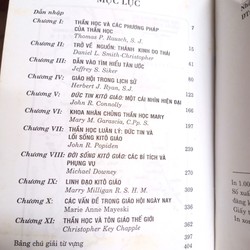 MỤC LỤC
Dẫn nhập
Chương I: THẦN HỌC VÀ CÁC PHƯƠNG PHÁP
CỦA THẦN HỌC 7
Thomas P. Rausch, S. J.
Chương II: TRỞ VỀ NGUỒN: THÁNH KINH DO THÁI
Daniel L. Smith-Christopher
Chương III: DẪN VÀO TÌM HIỂU TÂN ƯỚC
Jeffrey S. Siker
Chương IV: GIÁO HỘI TRONG LỊCH SỬ
Herbert J. Ryan, S.J.
Chương V: ĐỨC TIN KITÔ GIÁO: MỘT CÁI NHÌN HIỆN ĐẠI
John R. Connolly
Chương VI: KHOA NHÂN CHỦNG THẦN HỌC MARY
Mary M. Garascia, C.Pp. S.
Chương VII: THẦN HỌC LUÂN LÝ: ĐỨC TIN VÀ
LỐI SỐNG KITÔ GIÁO
John R. Popiden
Chương VIII: ĐỜI SỐNG KITÔ GIÁO: CÁC BÍ TÍCH VÀ
PHỤNG VỤ
Michael Downey
Chương IX: LINH ĐẠO KITÔ GIÁO
Marry Milligan R. S. H. M.
Chương X: CÁC VẤN ĐỀ TRONG GIÁO HỘI NGÀY NAY
Marie Anne Mayeski
Chương XI: THẦN HỌC VÀ TÔN GIÁO THẾ GIỚI
Christopher Key Chapple
Bảng chú giải từ vựng